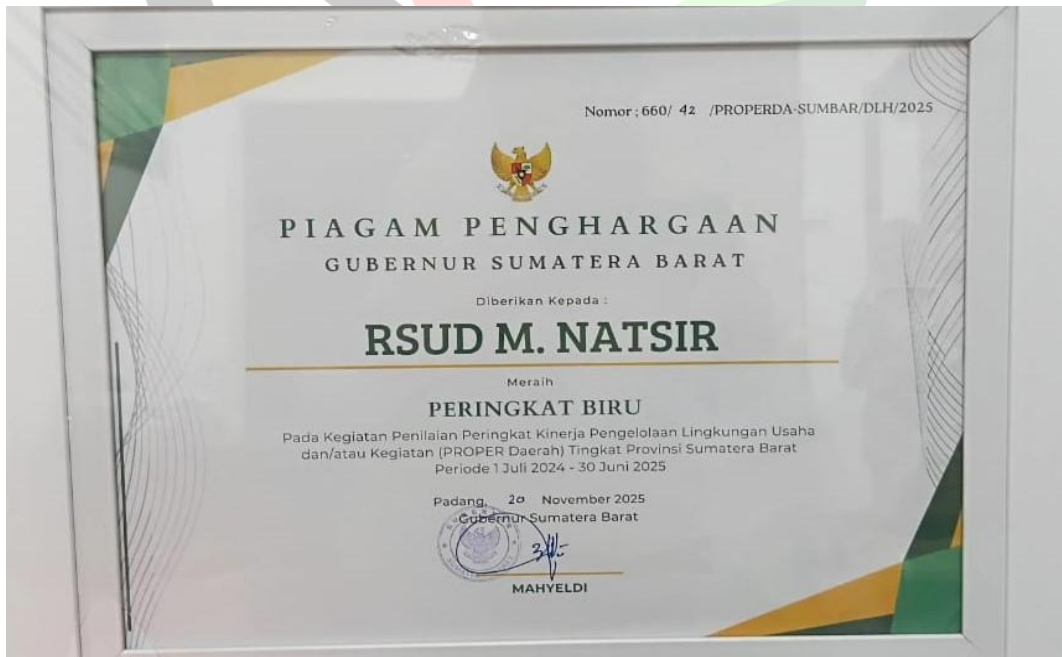 Nomor : 660/ 42 /PROPERDA-SUMBAR/DLH/2025
PIAGAM PENGHARGAAN
GUBERNUR SUMATERA BARAT
Diberikan Kepada :
RSUD M. NATSIR
Meraih
PERINGKAT BIRU
Pada Kegiatan Penilaian Peringkat Kinerja Pengelolaan Lingkungan Usaha
dan/atau Kegiatan (PROPER Daerah) Tingkat Provinsi Sumatera Barat
Periode 1 Juli 2024 - 30 Juni 2025
Padang, 20 November 2025
Gubernur Sumatera Barat
MAHYELDI